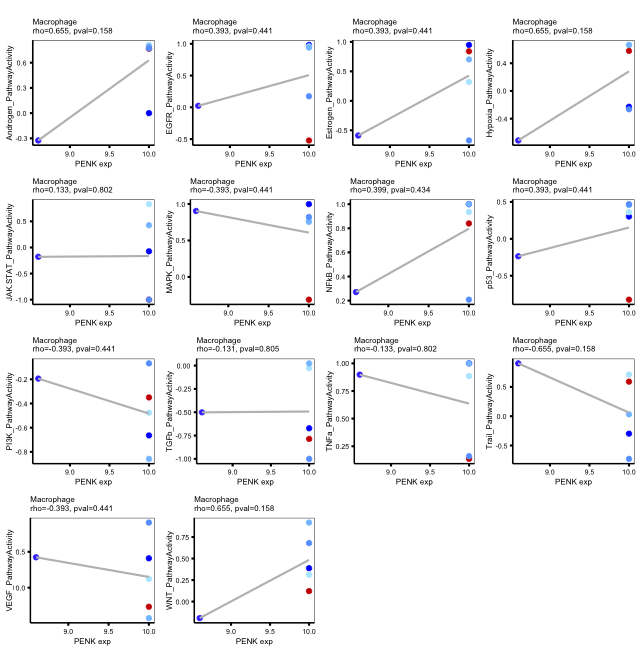 Macrophage
rho=0.655, pval=0.158
Androgen_PathwayActivity
0.6
0.3
0.0
-0.3
9.0 9.5 10.0
PENK exp
Macrophage
rho=0.393, pval=0.441
EGFR_PathwayActivity
1.0
0.5
0.0
-0.5
9.0 9.5 10.0
PENK exp
Macrophage
rho=0.393, pval=0.441
Estrogen_PathwayActivity
1.0
0.5
0.0
-0.5
9.0 9.5 10.0
PENK exp
Macrophage
rho=0.655, pval=0.158
Hypoxia_PathwayActivity
0.4
0.0
-0.4
9.0 9.5 10.0
PENK exp
Macrophage
rho=0.133, pval=0.802
JAK-STAT_PathwayActivity
0.5
0.0
-0.5
-1.0
9.0 9.5 10.0
PENK exp
Macrophage
rho=-0.393, pval=0.441
MAPK_PathwayActivity
1.0
0.5
0.0
9.0 9.5 10.0
PENK exp
Macrophage
rho=0.399, pval=0.434
NFkB_PathwayActivity
1.0
0.8
0.6
0.4
0.2
9.0 9.5 10.0
PENK exp
Macrophage
rho=0.393, pval=0.441
p53_PathwayActivity
0.5
0.0
-0.5
9.0 9.5 10.0
PENK exp
Macrophage
rho=-0.393, pval=0.441
PI3K_PathwayActivity
-0.2
-0.4
-0.6
-0.8
9.0 9.5 10.0
PENK exp
Macrophage
rho=-0.131, pval=0.805
TGFb_PathwayActivity
0.00
-0.25
-0.50
-0.75
-1.00
9.0 9.5 10.0
PENK exp
Macrophage
rho=-0.133, pval=0.802
TNFa_PathwayActivity
1.00
0.75
0.50
0.25
9.0 9.5 10.0
PENK exp
Macrophage
rho=-0.655, pval=0.158
Trail_PathwayActivity
0.5
0.0
-0.5
9.0 9.5 10.0
PENK exp
Macrophage
rho=-0.393, pval=0.441
VEGF_PathwayActivity
0.5
0.0
9.0 9.5 10.0
PENK exp
Macrophage
rho=0.655, pval=0.158
WNT_PathwayActivity
0.75
0.50
0.25
0.00
9.0 9.5 10.0
PENK exp